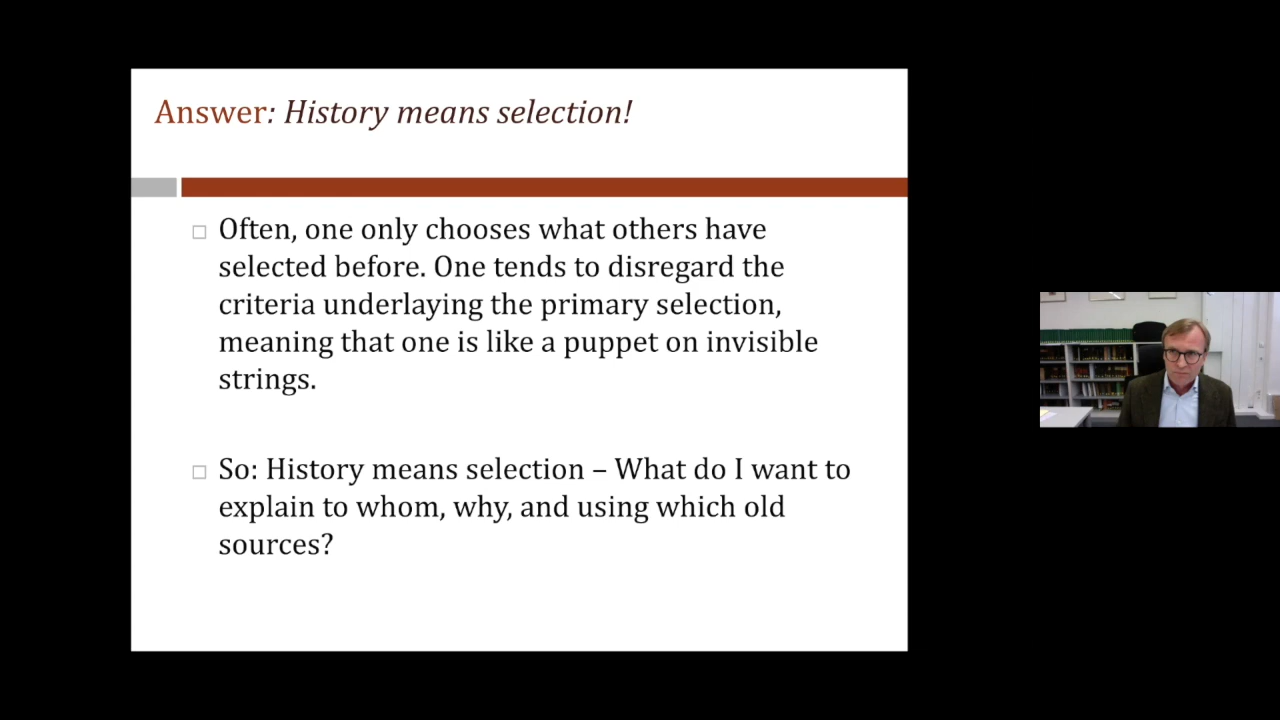 Answer: History means selection!
Often, one only chooses what others have
selected before. One tends to disregard the
criteria underlaying the primary selection,
meaning that one is like a puppet on invisible
strings.
So: History means selection – What do I want to
explain to whom, why, and using which old
sources?